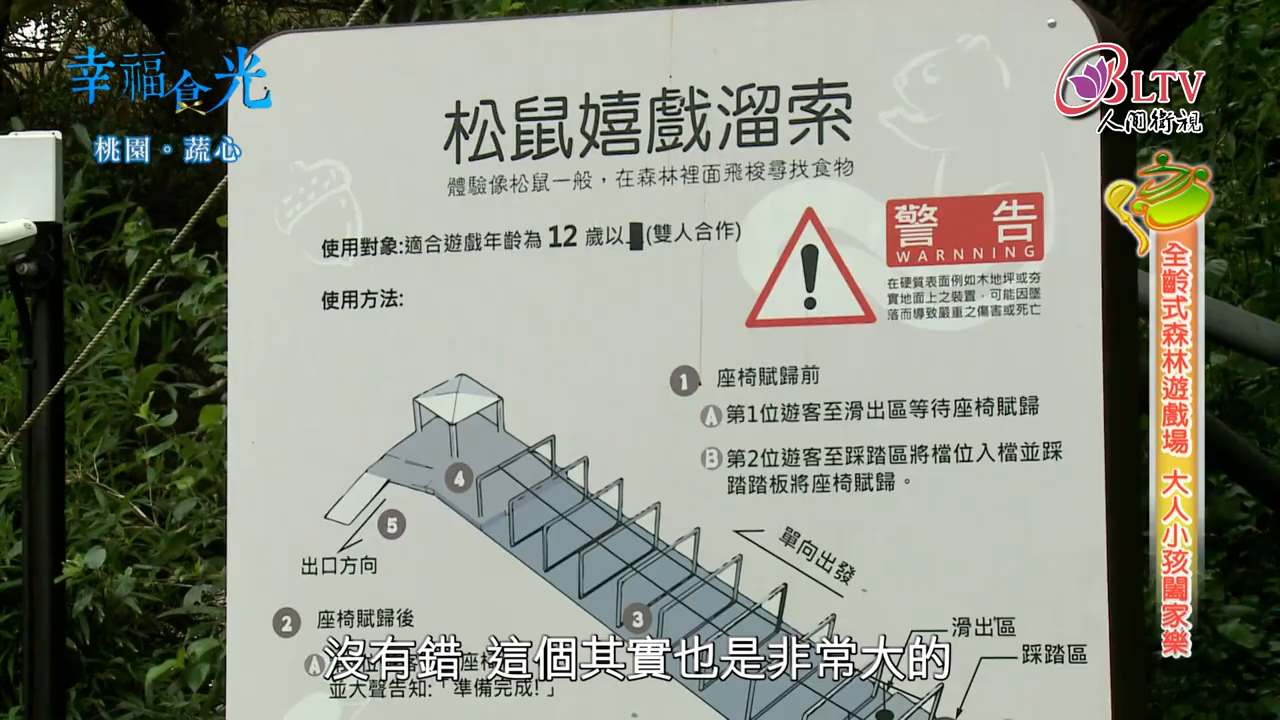 幸福食光
桃園。蔬心
BLTV
人間衛視
全齡式森林遊戲場 大人小孩闔家樂
松鼠嬉戲溜索
體驗像松鼠一般，在森林裡面飛梭尋找食物
使用對象:適合遊戲年齡為 12 歲以(雙人合作)
使用方法:
警告
WARNNING
在硬質表面例如木地坪或夯
實地面上之裝置，可能因墜
落而導致嚴重之傷害或死亡
1 座椅賦歸前
A 第1位遊客至滑出區等待座椅賦歸
B 第2位遊客至踩踏區將檔位入檔並踩
踏踏板將座椅賦歸。
4
5
出口方向
單向出發
3
滑出區
踩踏區
2 座椅賦歸後
A
並大聲告知:「準備完成!」
沒有錯 這個其實也是非常大的